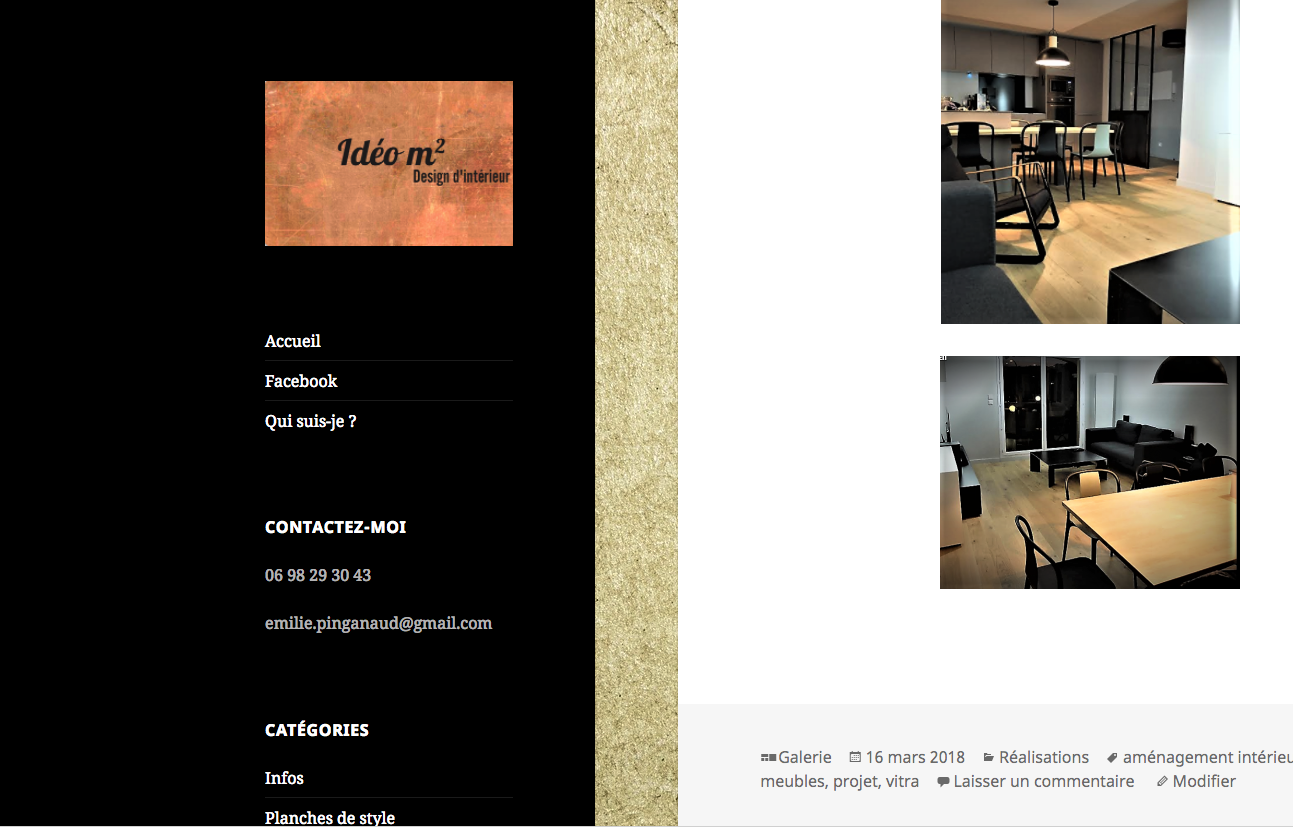 Idéo m²
Design d'intérieur
Accueil
Facebook
Qui suis-je ?
CONTACTEZ-MOI
06 98 29 30 43
emilie.pinganaud@gmail.com
CATÉGORIES
Infos
Planches de style
Galerie 16 mars 2018 Réalisations aménagement intérieu
meubles, projet, vitra Laisser un commentaire Modifier